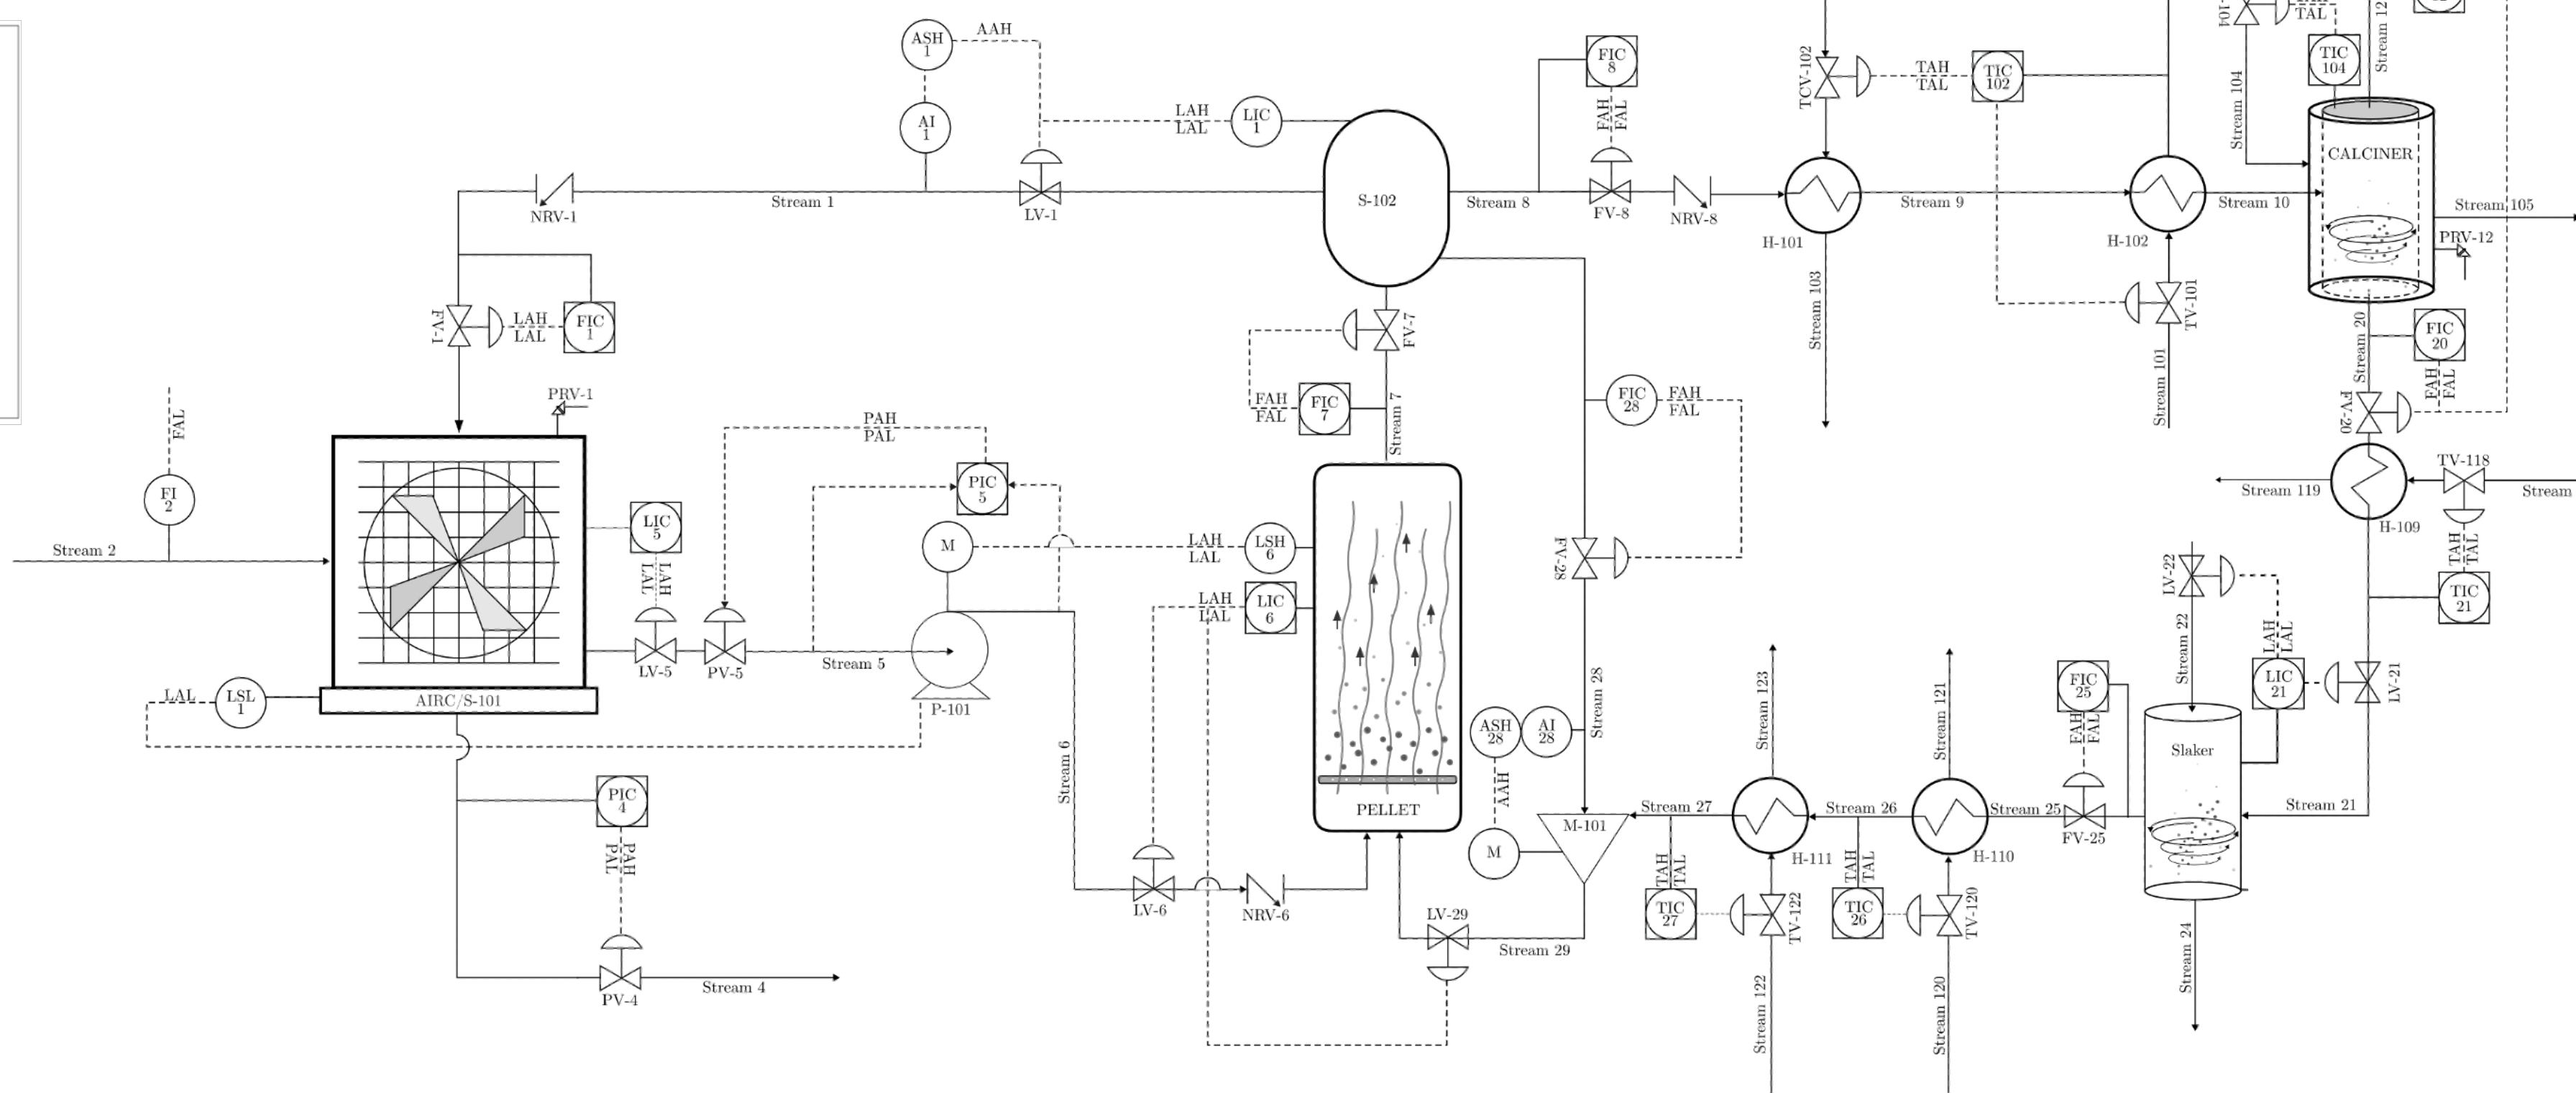 ASH
1
AAH
AI
1
LAH
LAL
LIC
1
NRV-1
Stream 1
LV-1
S-102
Stream 8
FIC
8
FAH
FAL
FV-8
NRV-8
TCV-102
TAH
TAL
TIC
102
H-101
Stream 9
H-102
Stream 10
Stream 103
TV-101
Stream 101
TAL
TIC
104
Stream 104
Stream 12
CALCINER
Stream 105
PRV-12
Stream 20
FIC
20
FAH
FAL
FV-20
FV-1
LAH
LAL
FIC
1
PRV-1
FAL
FI
2
Stream 2
AIRC/S-101
LAL
LSL
1
LIC
5
LAH
LAL
LV-5
PV-5
PAH
PAL
PIC
5
M
Stream 5
P-101
LAH
LAL
LSH
6
LAH
LAL
LIC
6
FV-7
FAH
FAL
FIC
7
Stream 7
FIC
28
FAH
FAL
FV-28
Stream 28
PELLET
ASH
28
AI
28
AAH
M
M-101
Stream 6
LV-6
NRV-6
LV-29
Stream 29
PIC
4
PAH
PAL
PV-4
Stream 4
Stream 27
TAH
TAL
TIC
27
H-111
TV-122
Stream 122
Stream 123
Stream 26
TAH
TAL
TIC
26
H-110
TV-120
Stream 120
Stream 121
Stream 25
FIC
25
FAH
FAL
FV-25
Slaker
Stream 24
Stream 22
LV-22
LAH
LAL
LIC
21
LV-21
Stream 21
Stream 119
H-109
TV-118
Stream
TAH
TAL
TIC
21